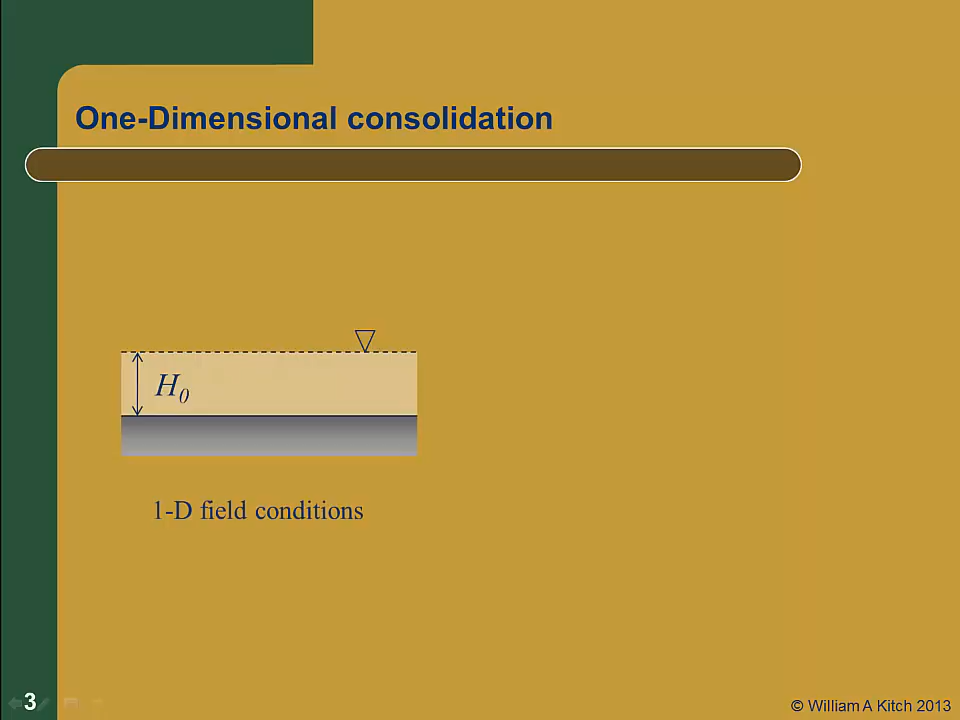 One-Dimensional consolidation
H0
1-D field conditions
3
© William A Kitch 2013